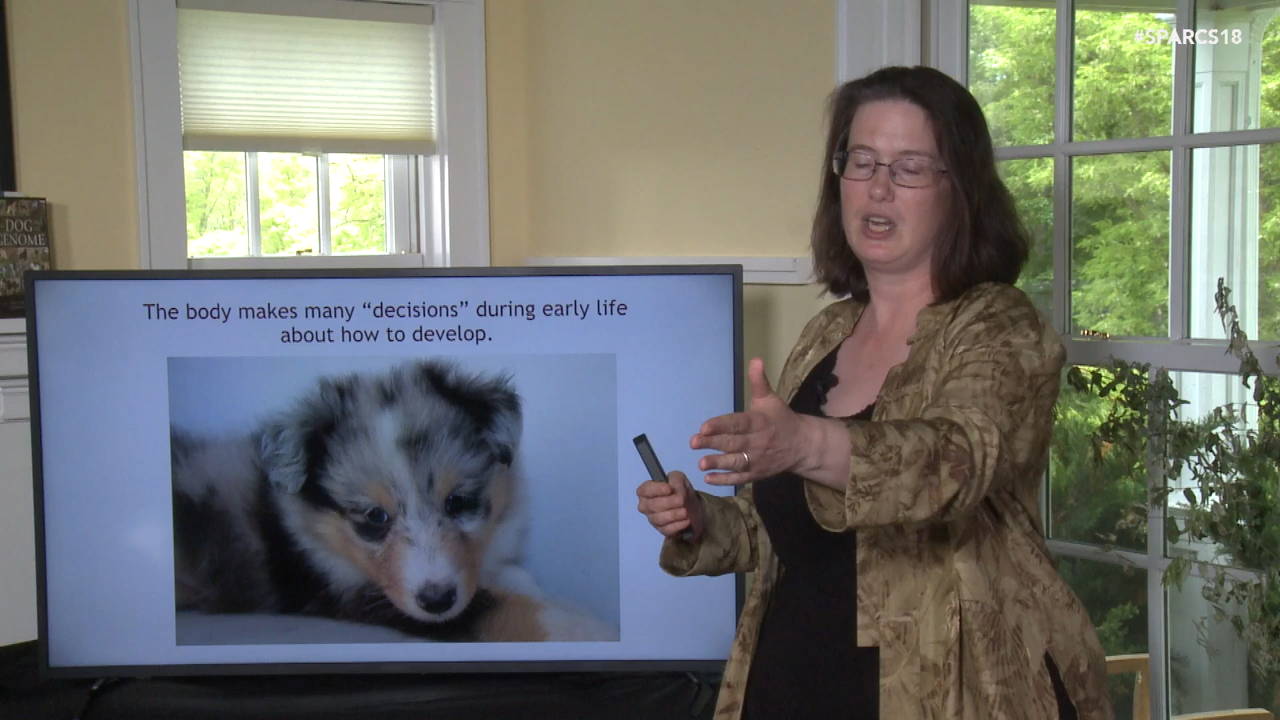 #SPARCS18
DOG
GENOME
The body makes many “decisions” during early life
about how to develop.